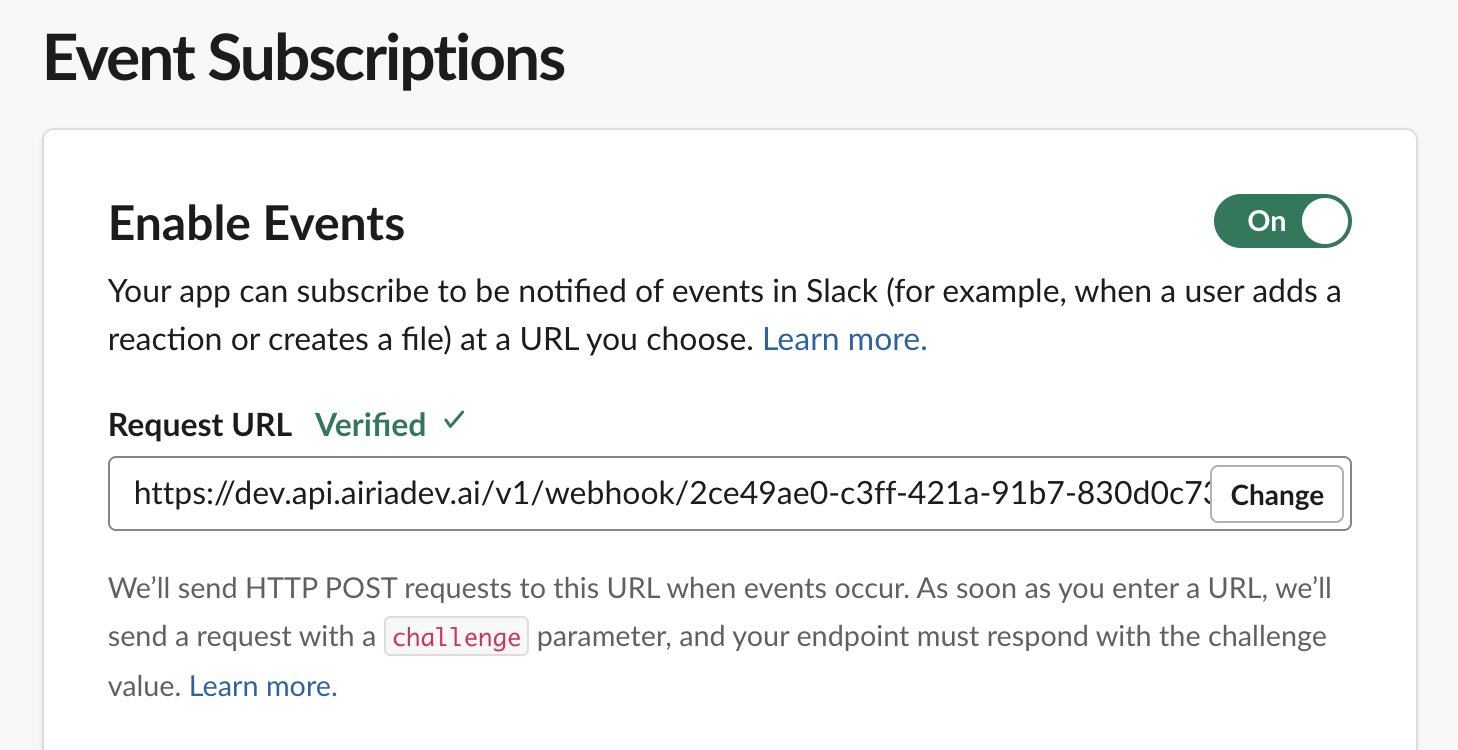 Event Subscriptions
Enable Events
On
Your app can subscribe to be notified of events in Slack (for example, when a user adds a
reaction or creates a file) at a URL you choose. Learn more.
Request URL Verified ✓
https://dev.api.airiadev.ai/v1/webhook/2ce49ae0-c3ff-421a-91b7-830d0c73
Change
We’ll send HTTP POST requests to this URL when events occur. As soon as you enter a URL, we’ll
send a request with a challenge parameter, and your endpoint must respond with the challenge
value. Learn more.